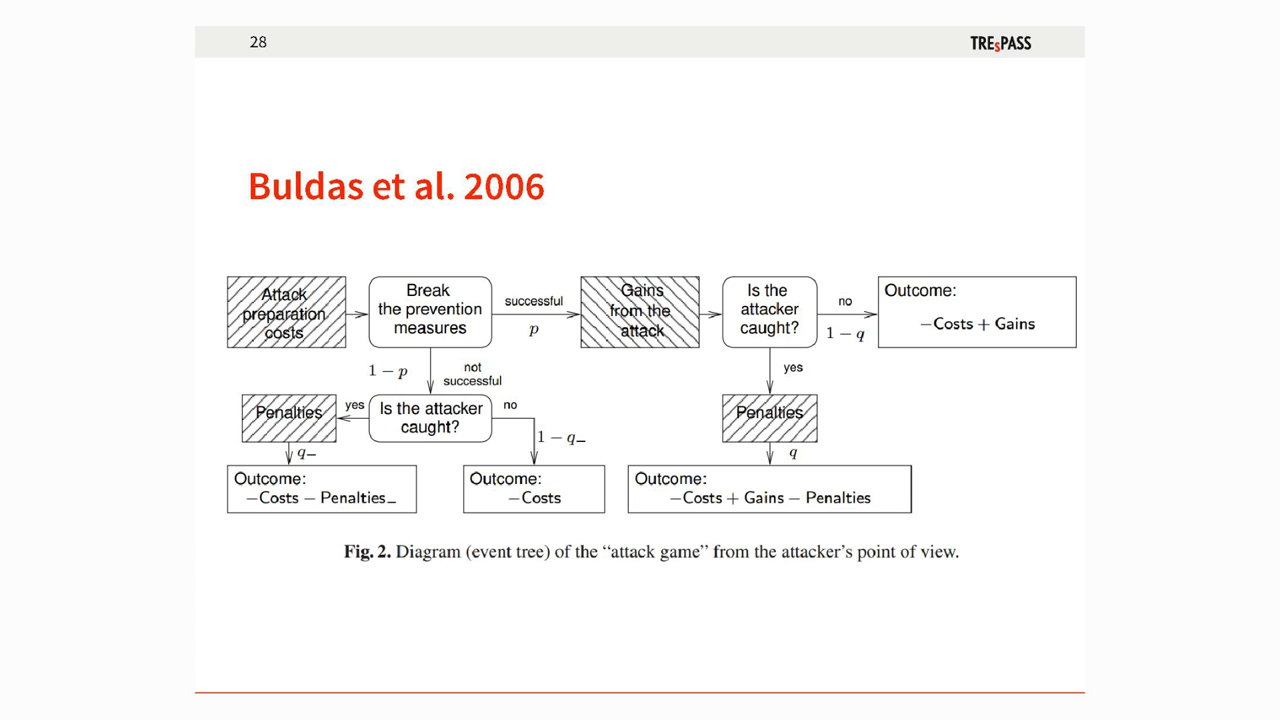 28
TREsPASS
Buldas et al. 2006
Attack
preparation
costs
Break
the prevention
measures
successful
p
Gains
from the
attack
Is the
attacker
caught?
no
1 − q
Outcome:
−Costs + Gains
1 − p
not
successful
yes
Penalties
yes
Is the attacker
caught?
no
1 − q₋
Penalties
q₋
q
Outcome:
−Costs − Penalties₋
Outcome:
−Costs
Outcome:
−Costs + Gains − Penalties
Fig. 2. Diagram (event tree) of the “attack game” from the attacker’s point of view.